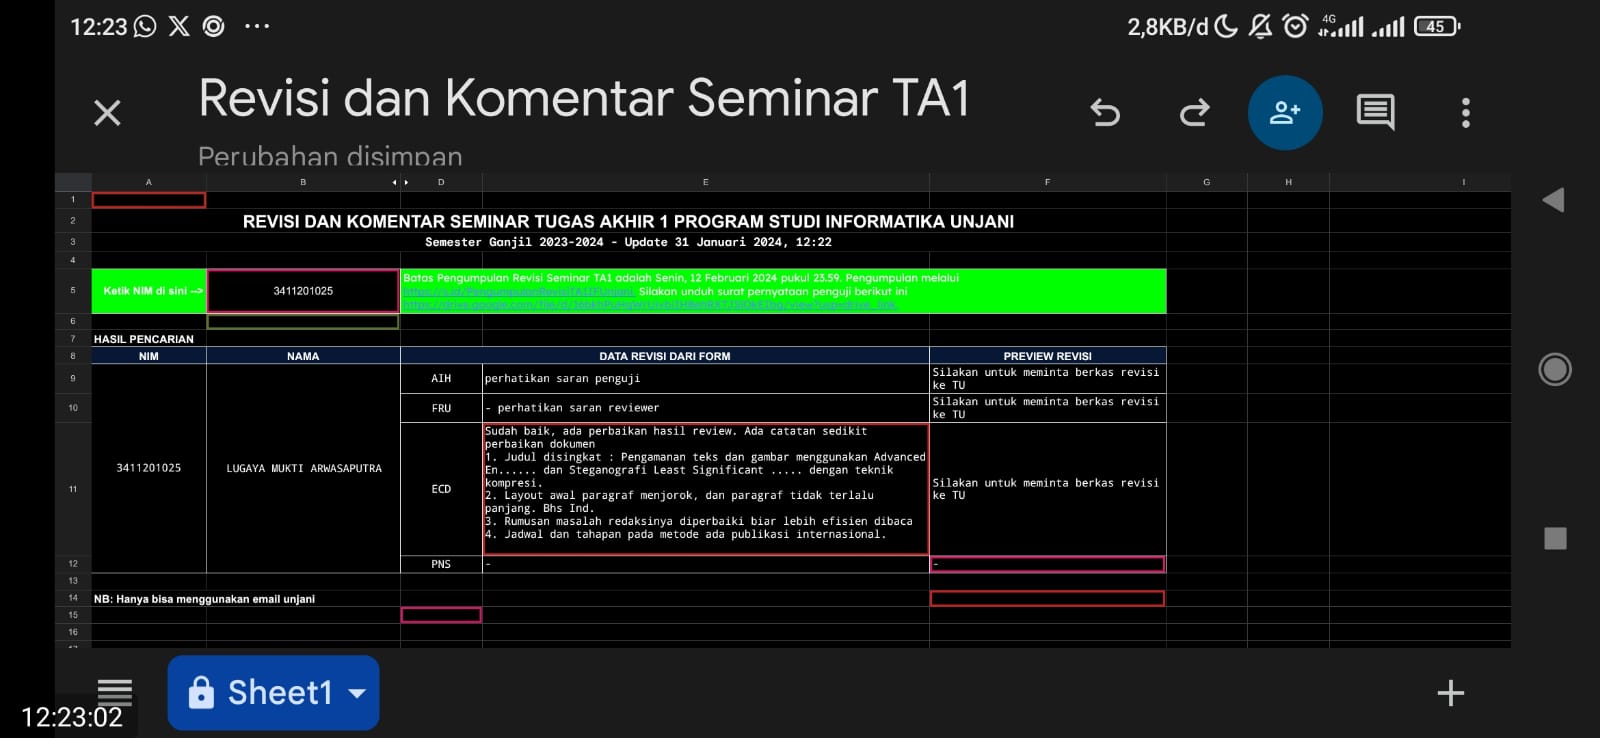 12:23
2,8KB/d
4G
45
Revisi dan Komentar Seminar TA1
Perubahan disimpan
A B D E F G H I
1
2 REVISI DAN KOMENTAR SEMINAR TUGAS AKHIR 1 PROGRAM STUDI INFORMATIKA UNJANI
3 Semester Ganjil 2023-2024 - Update 31 Januari 2024, 12:22
4
Batas Pengumpulan Revisi Seminar TA1 adalah Senin, 12 Februari 2024 pukul 23.59. Pengumpulan melalui
5 Ketik NIM di sini --> 3411201025
Silakan unduh surat pernyataan penguji berikut ini
6
7 HASIL PENCARIAN
8 NIM NAMA DATA REVISI DARI FORM PREVIEW REVISI
9 AIH perhatikan saran penguji Silakan untuk meminta berkas revisi
ke TU
10 FRU - perhatikan saran reviewer Silakan untuk meminta berkas revisi
ke TU
11 3411201025 LUGAYA MUKTI ARWASAPUTRA ECD
Sudah baik, ada perbaikan hasil review. Ada catatan sedikit
perbaikan dokumen
1. Judul disingkat : Pengamanan teks dan gambar menggunakan Advanced
En...... dan Steganografi Least Significant ..... dengan teknik
kompresi.
2. Layout awal paragraf menjorok, dan paragraf tidak terlalu
panjang. Bhs Ind.
3. Rumusan masalah redaksinya diperbaiki biar lebih efisien dibaca
4. Jadwal dan tahapan pada metode ada publikasi internasional.
Silakan untuk meminta berkas revisi
ke TU
12 PNS - -
13
14 NB: Hanya bisa menggunakan email unjani
15
16
17
Sheet1
12:23:02